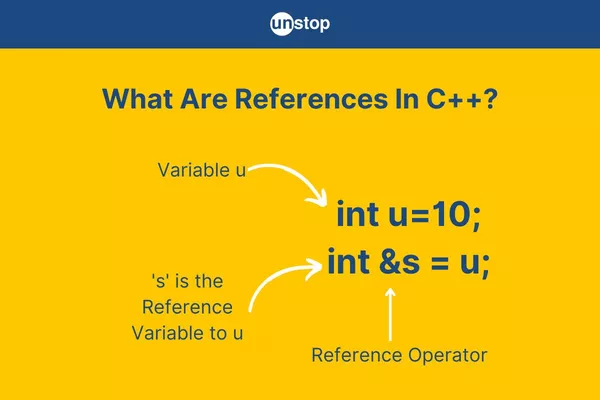 unstop
What Are References In C++?
Variable u
int u=10;
int &s = u;
's' is the
Reference
Variable to u
Reference Operator